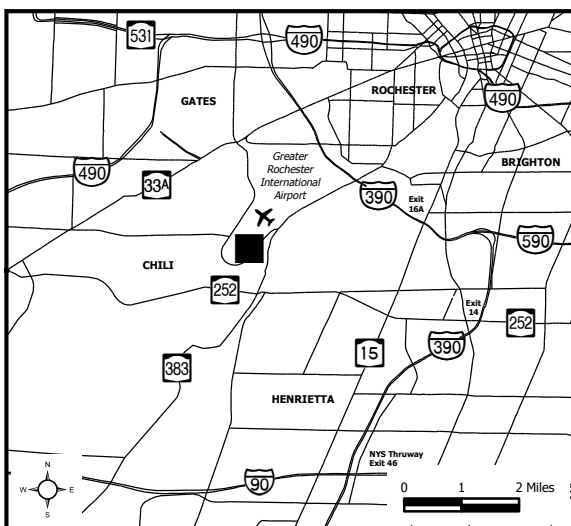 531
490
GATES
ROCHESTER
490
490
33A
Greater
Rochester
International
Airport
BRIGHTON
390
Exit
16A
590
CHILI
252
Exit
14
252
15
390
383
HENRIETTA
NYS Thruway
Exit 46
90
N
W E
S
0 1 2 Miles